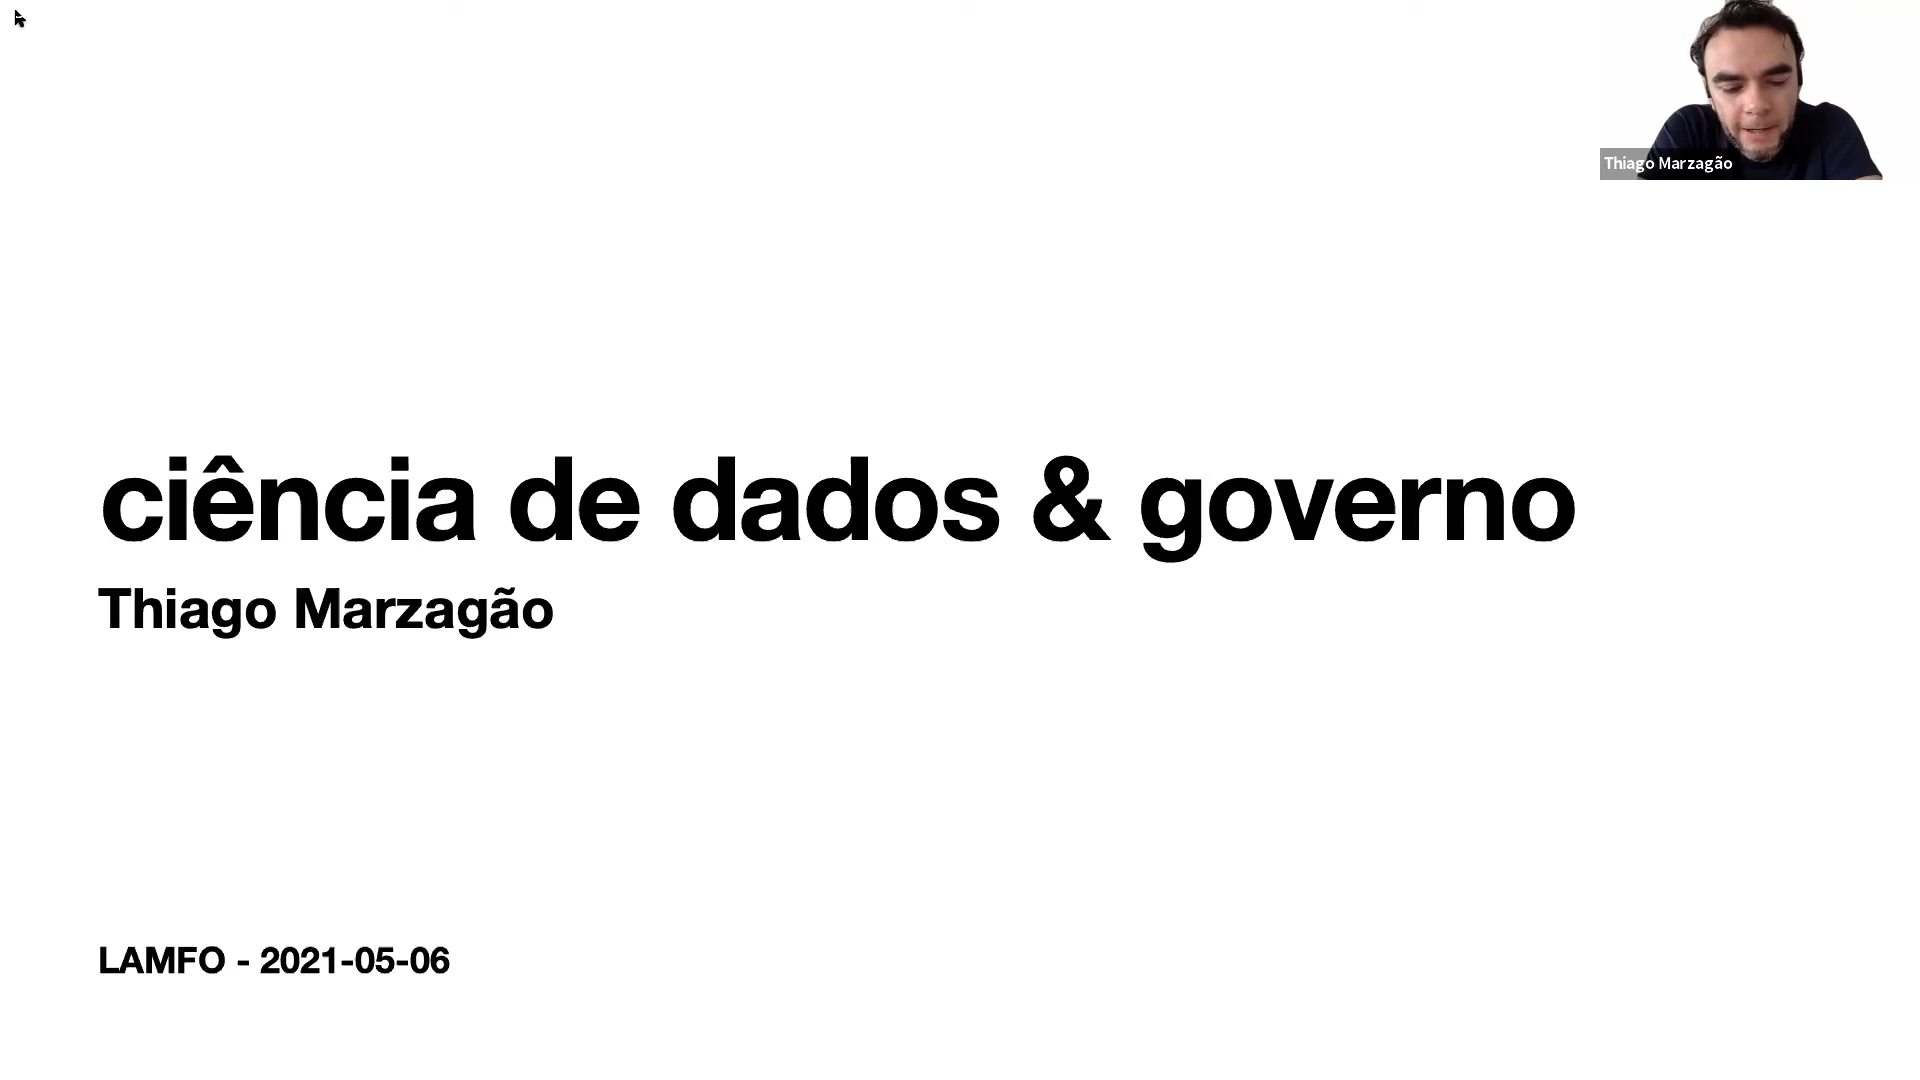 Thiago Marzagão
ciência de dados & governo
Thiago Marzagão
LAMFO - 2021-05-06